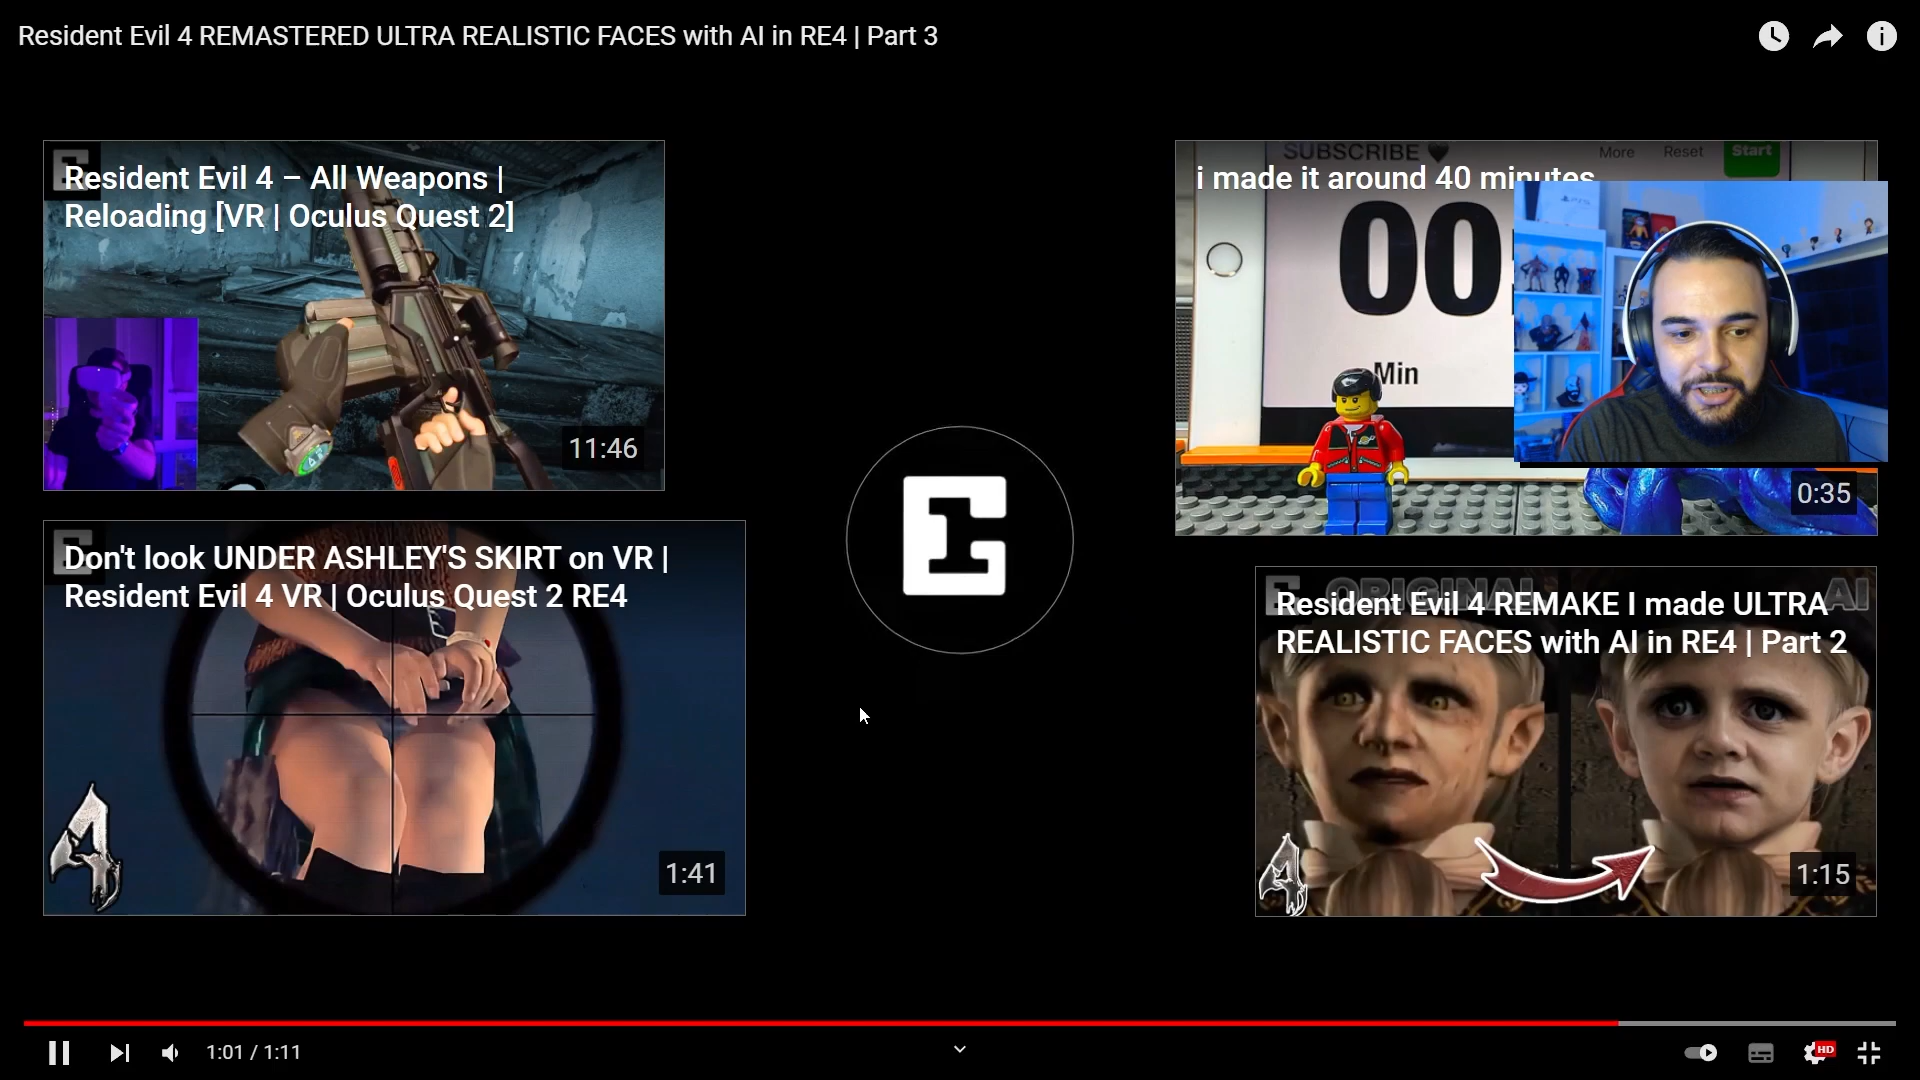 Resident Evil 4 REMASTERED ULTRA REALISTIC FACES with AI in RE4 | Part 3
Resident Evil 4 – All Weapons |
Reloading [VR | Oculus Quest 2]
11:46
SUBSCRIBE
More
Reset
Start
i made it around 40 minutes
00
Min
0:35
Don't look UNDER ASHLEY'S SKIRT on VR |
Resident Evil 4 VR | Oculus Quest 2 RE4
4
1:41
ORIGINAL
AI
Resident Evil 4 REMAKE I made ULTRA
REALISTIC FACES with AI in RE4 | Part 2
4
1:15
1:01 / 1:11
HD